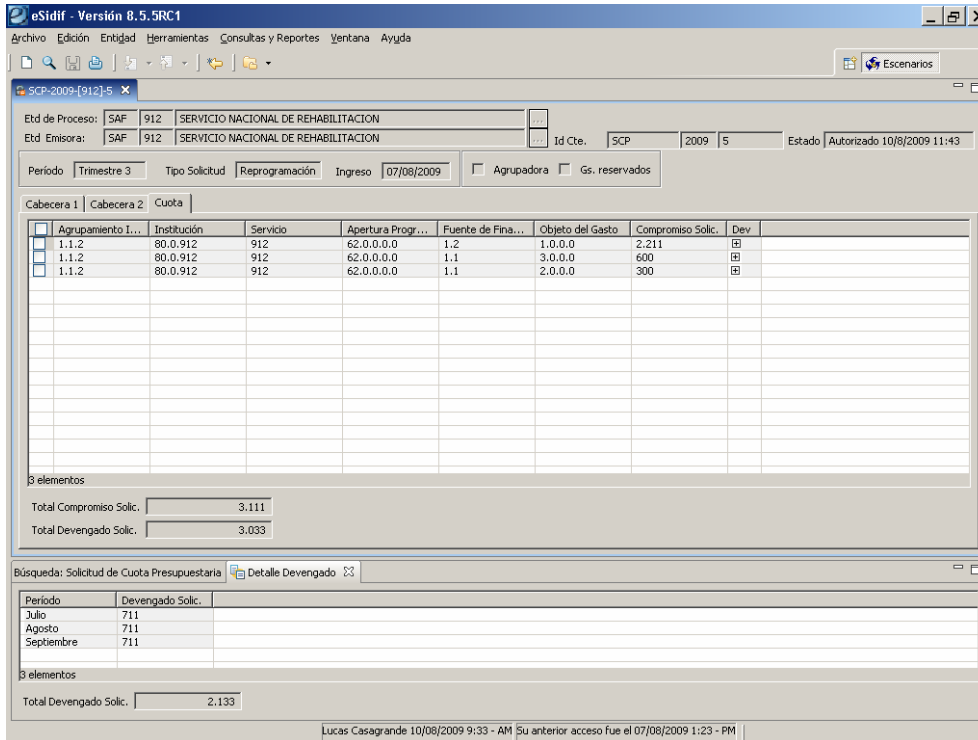 eSidif - Versión 8.5.5RC1
Archivo Edición Entidad Herramientas Consultas y Reportes Ventana Ayuda
Escenarios
SCP-2009-[912]-5
Etd de Proceso: SAF 912 SERVICIO NACIONAL DE REHABILITACION ...
Etd Emisora: SAF 912 SERVICIO NACIONAL DE REHABILITACION ... Id Cte. SCP 2009 5 Estado Autorizado 10/8/2009 11:43
Período Trimestre 3 Tipo Solicitud Reprogramación Ingreso 07/08/2009 Agrupadora Gs. reservados
Cabecera 1 Cabecera 2 Cuota
Agrupamiento I... Institución Servicio Apertura Progr... Fuente de Fina... Objeto del Gasto Compromiso Solic. Dev
1.1.2 80.0.912 912 62.0.0.0.0 1.2 1.0.0.0 2.211
1.1.2 80.0.912 912 62.0.0.0.0 1.1 3.0.0.0 600
1.1.2 80.0.912 912 62.0.0.0.0 1.1 2.0.0.0 300
3 elementos
Total Compromiso Solic. 3.111
Total Devengado Solic. 3.033
Búsqueda: Solicitud de Cuota Presupuestaria Detalle Devengado
Período Devengado Solic.
Julio 711
Agosto 711
Septiembre 711
3 elementos
Total Devengado Solic. 2.133
Lucas Casagrande 10/08/2009 9:33 - AM Su anterior acceso fue el 07/08/2009 1:23 - PM